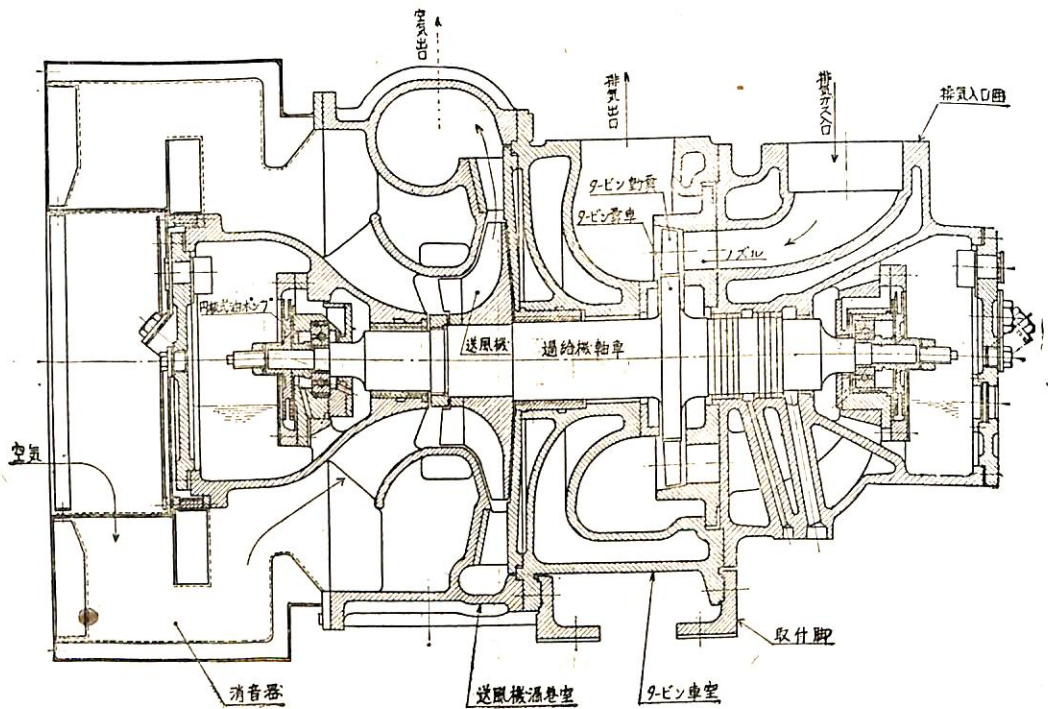 空気出口
排気出口
排気ガス入口
排気入口囲
タービン動翼
タービン翼車
ノズル
円板式油ポンプ
送風機
過給機軸車
空気
取付脚
消音器
送風機渦巻室
タービン車室